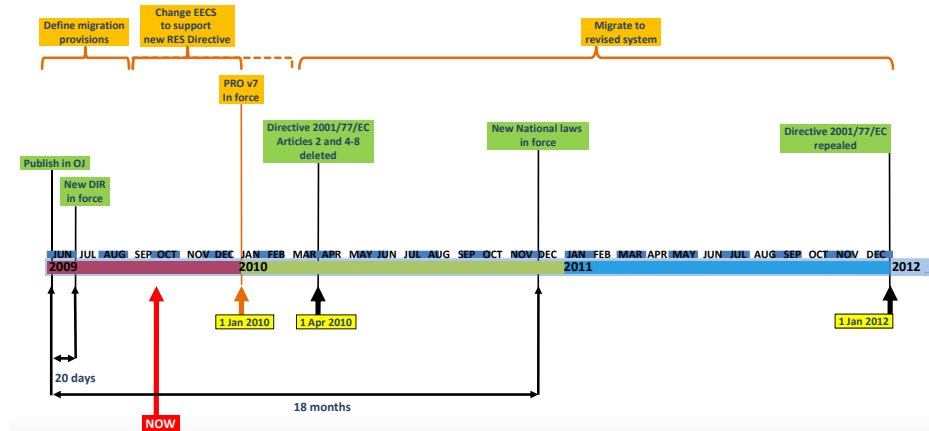 Define migration
provisions
Change EECS
to support
new RES Directive
Migrate to
revised system
PRO v7
In force
Directive 2001/77/EC
Articles 2 and 4-8
deleted
New National laws
in force
Directive 2001/77/EC
repealed
Publish in OJ
New DIR
in force
JUN JUL AUG SEP OCT NOV DEC JAN FEB MAR APR MAY JUN JUL AUG SEP OCT NOV DEC JAN FEB MAR APR MAY JUN JUL AUG SEP OCT NOV DEC
2009 2010 2011 2012
1 Jan 2010
1 Apr 2010
1 Jan 2012
20 days
18 months
NOW